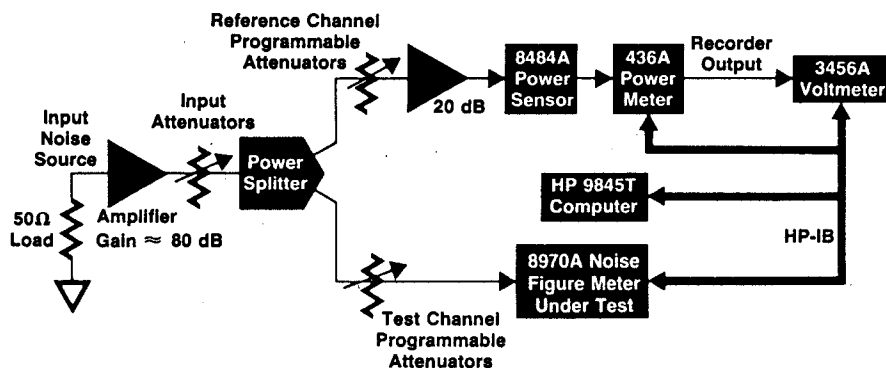 Reference Channel
Programmable
Attenuators
8484A
Power
Sensor
436A
Power
Meter
Recorder
Output
3456A
Voltmeter
20 dB
Input
Attenuators
Input
Noise
Source
Power
Splitter
50Ω
Load
Amplifier
Gain ≈ 80 dB
HP 9845T
Computer
HP-IB
8970A Noise
Figure Meter
Under Test
Test Channel
Programmable
Attenuators